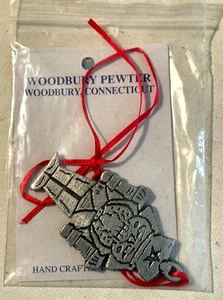 WOODBURY PEWTER
WOODBURY, CONNECTICUT
HAND CRAFTED